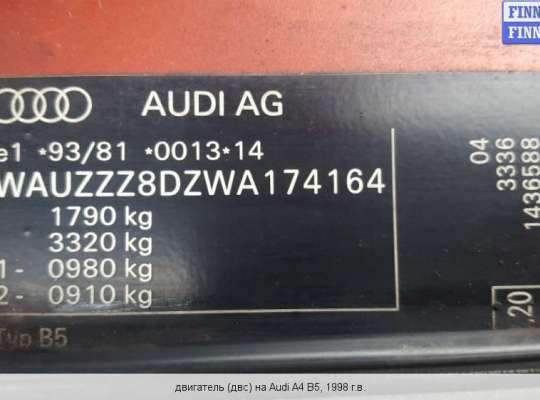 FINN
FINN
AUDI AG
e1 *93/81 *0013*14
WAUZZZ8DZWA174164
1790 kg
3320 kg
1- 0980 kg
2- 0910 kg
Typ B5
04
3336
1436588
,20
двигатель (двс) на Audi A4 B5, 1998 г.в.